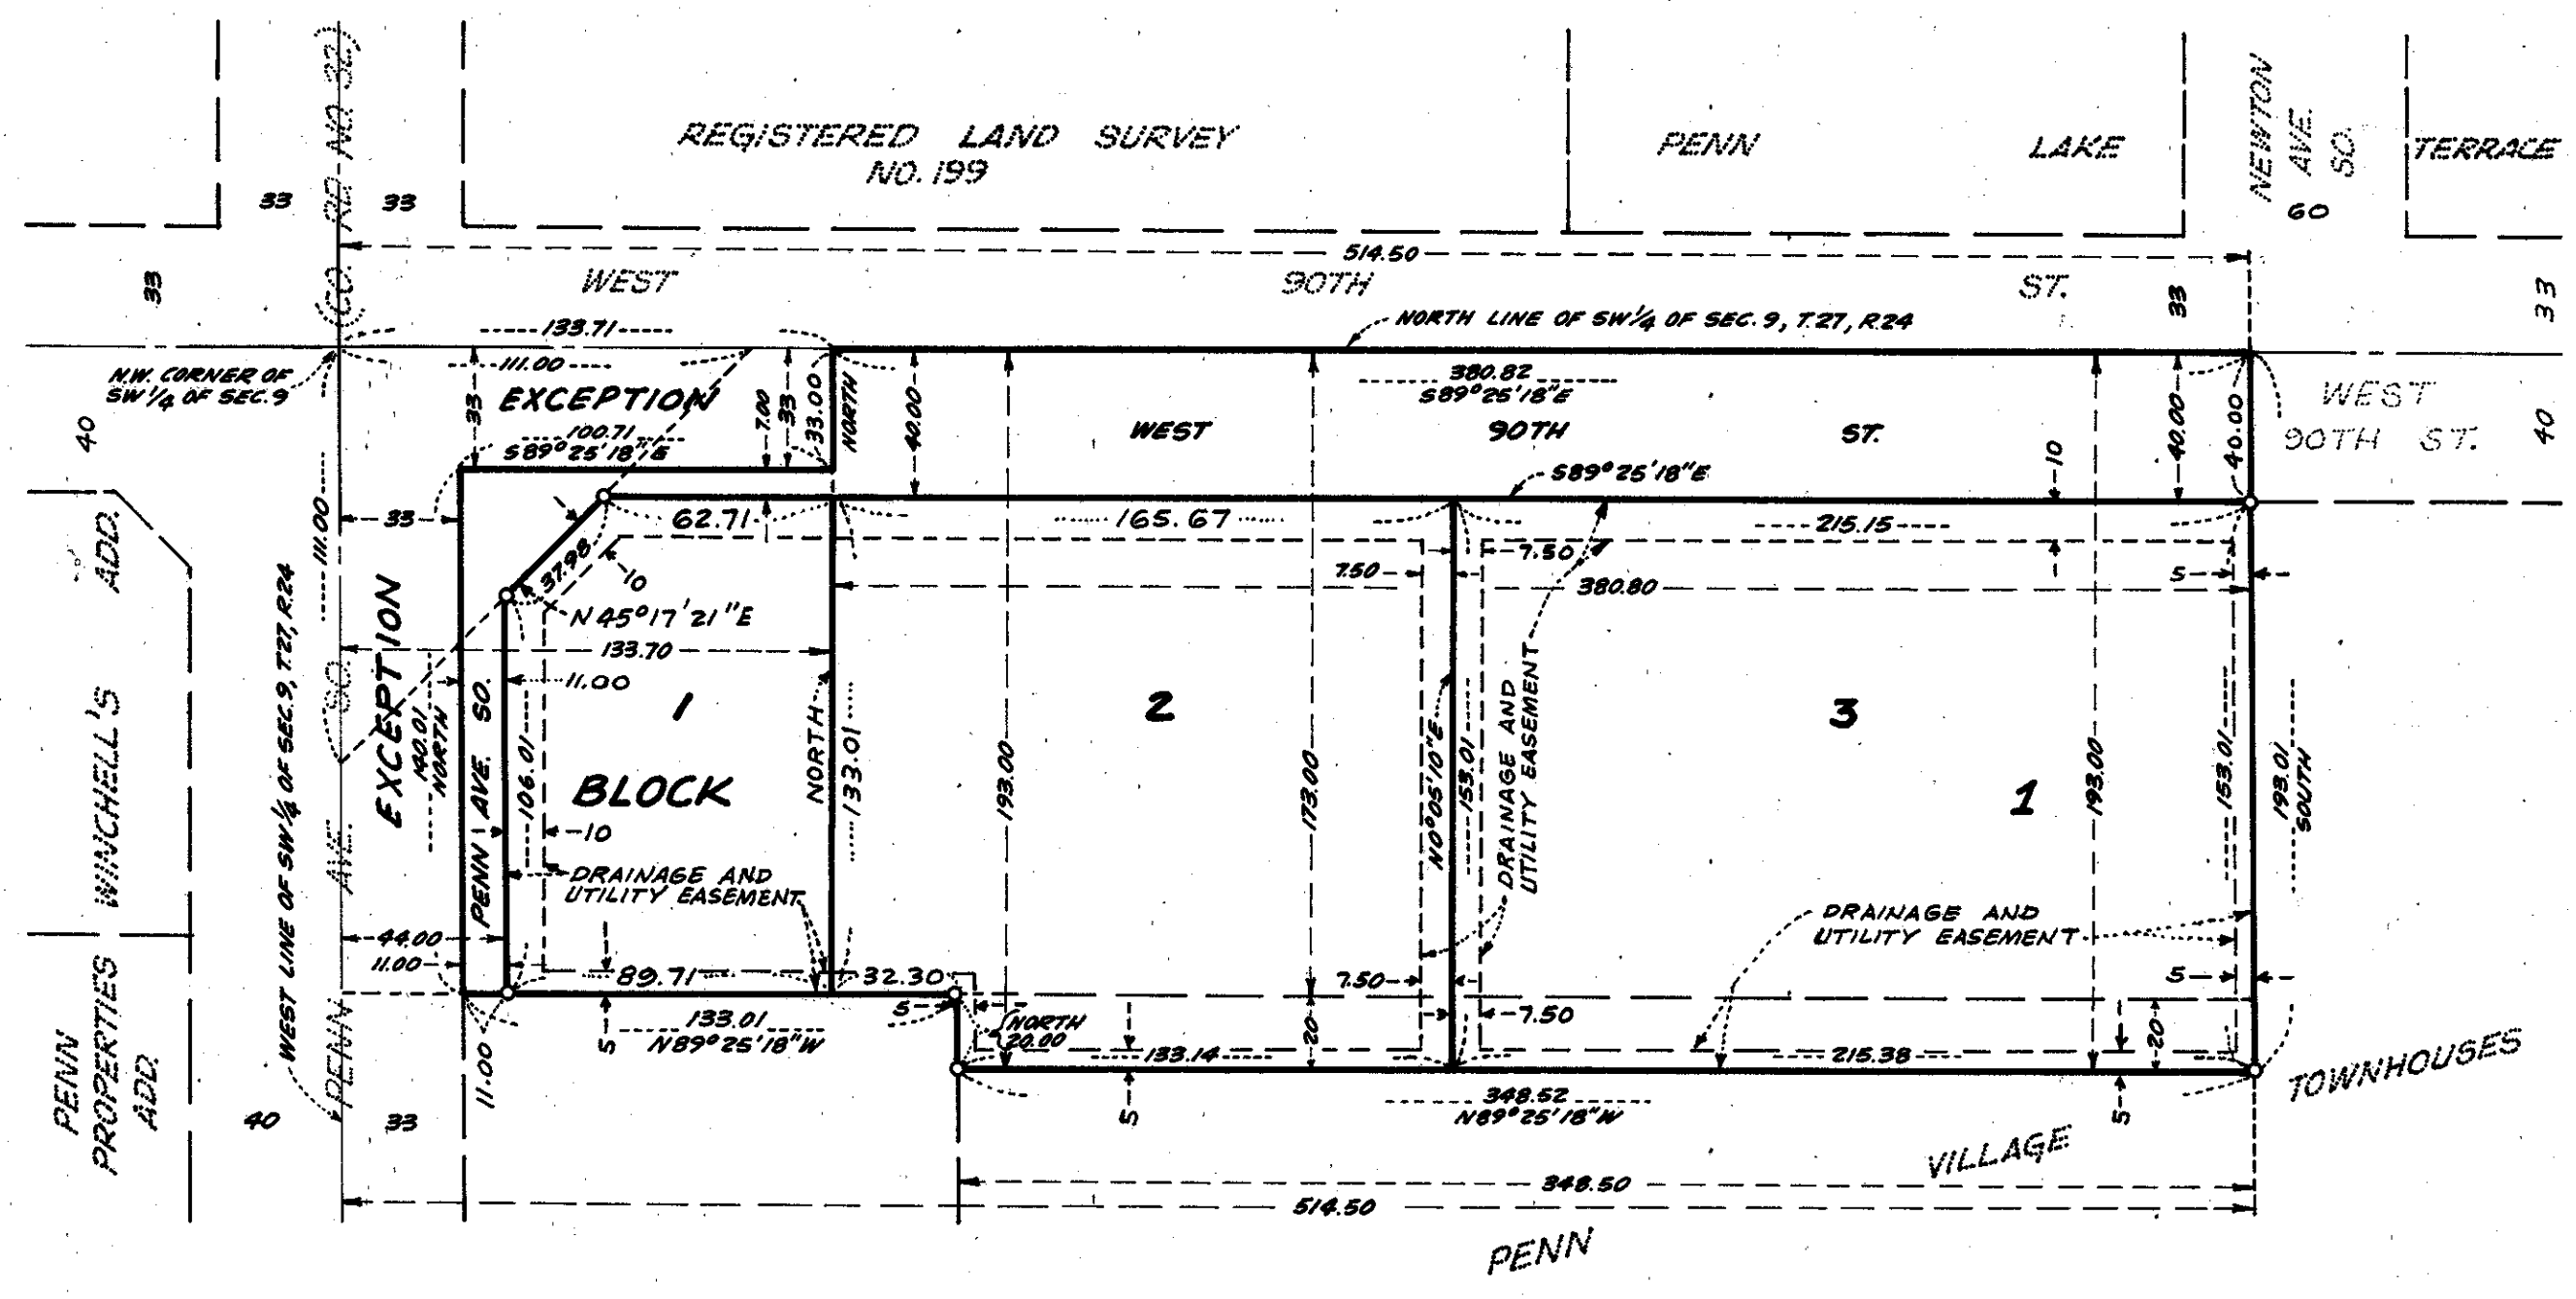 REGISTERED LAND SURVEY
NO. 199
PENN LAKE
TERRACE
NEWTON
AVE.
SO.
60
(CO. RD NO. 32)
33
33
33
514.50
WEST 90TH ST.
33
33
133.71
NORTH LINE OF SW 1/4 OF SEC. 9, T.27, R.24
N.W. CORNER OF
SW 1/4 OF SEC. 9
111.00
EXCEPTION
33
7.00
33
33.00
NORTH
40.00
380.82
S89°25'18"E
WEST 90TH ST.
100.71
S89°25'18"E
10
40.00
40.00
WEST
90TH ST.
40
40
S89°25'18"E
111.00
33
62.71
165.67
215.15
37.98
10
7.50
7.50
380.80
5
N 45°17'21"E
133.70
11.00
WINCHELL'S ADD.
WEST LINE OF SW 1/4 OF SEC. 9, T.27, R.24
EXCEPTION
140.01
NORTH
PENN AVE. SO.
106.01
1
BLOCK
NORTH
133.01
2
193.00
173.00
N0°05'10"E
153.01
DRAINAGE AND
UTILITY EASEMENT
3
1
193.00
153.01
193.01
SOUTH
10
DRAINAGE AND
UTILITY EASEMENT
DRAINAGE AND
UTILITY EASEMENT
PENN AVE. SO.
44.00
11.00
89.71
32.30
7.50
7.50
5
5
NORTH
20.00
20
20
133.01
N89°25'18"W
5
11.00
133.14
215.38
5
348.52
N89°25'18"W
5
PENN
PROPERTIES
ADD.
40
33
348.50
514.50
PENN VILLAGE TOWNHOUSES